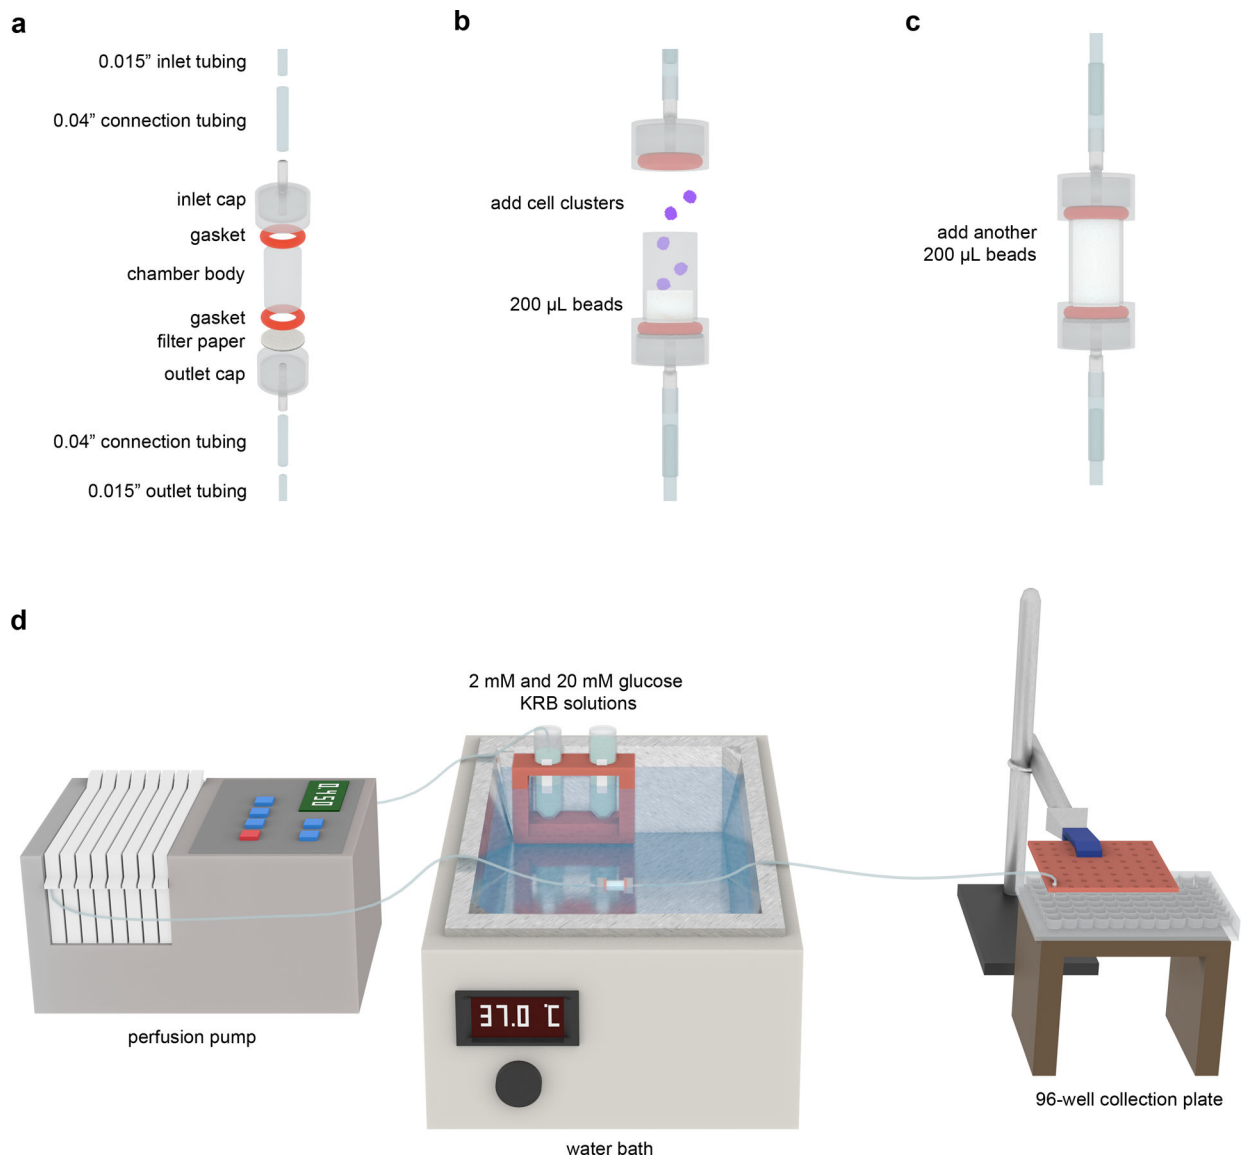 a
0.015” inlet tubing
0.04” connection tubing
inlet cap
gasket
chamber body
gasket
filter paper
outlet cap
0.04” connection tubing
0.015” outlet tubing
b
add cell clusters
200 µL beads
c
add another
200 µL beads
d
2 mM and 20 mM glucose
KRB solutions
0.450
perfusion pump
37.0 °C
water bath
96-well collection plate